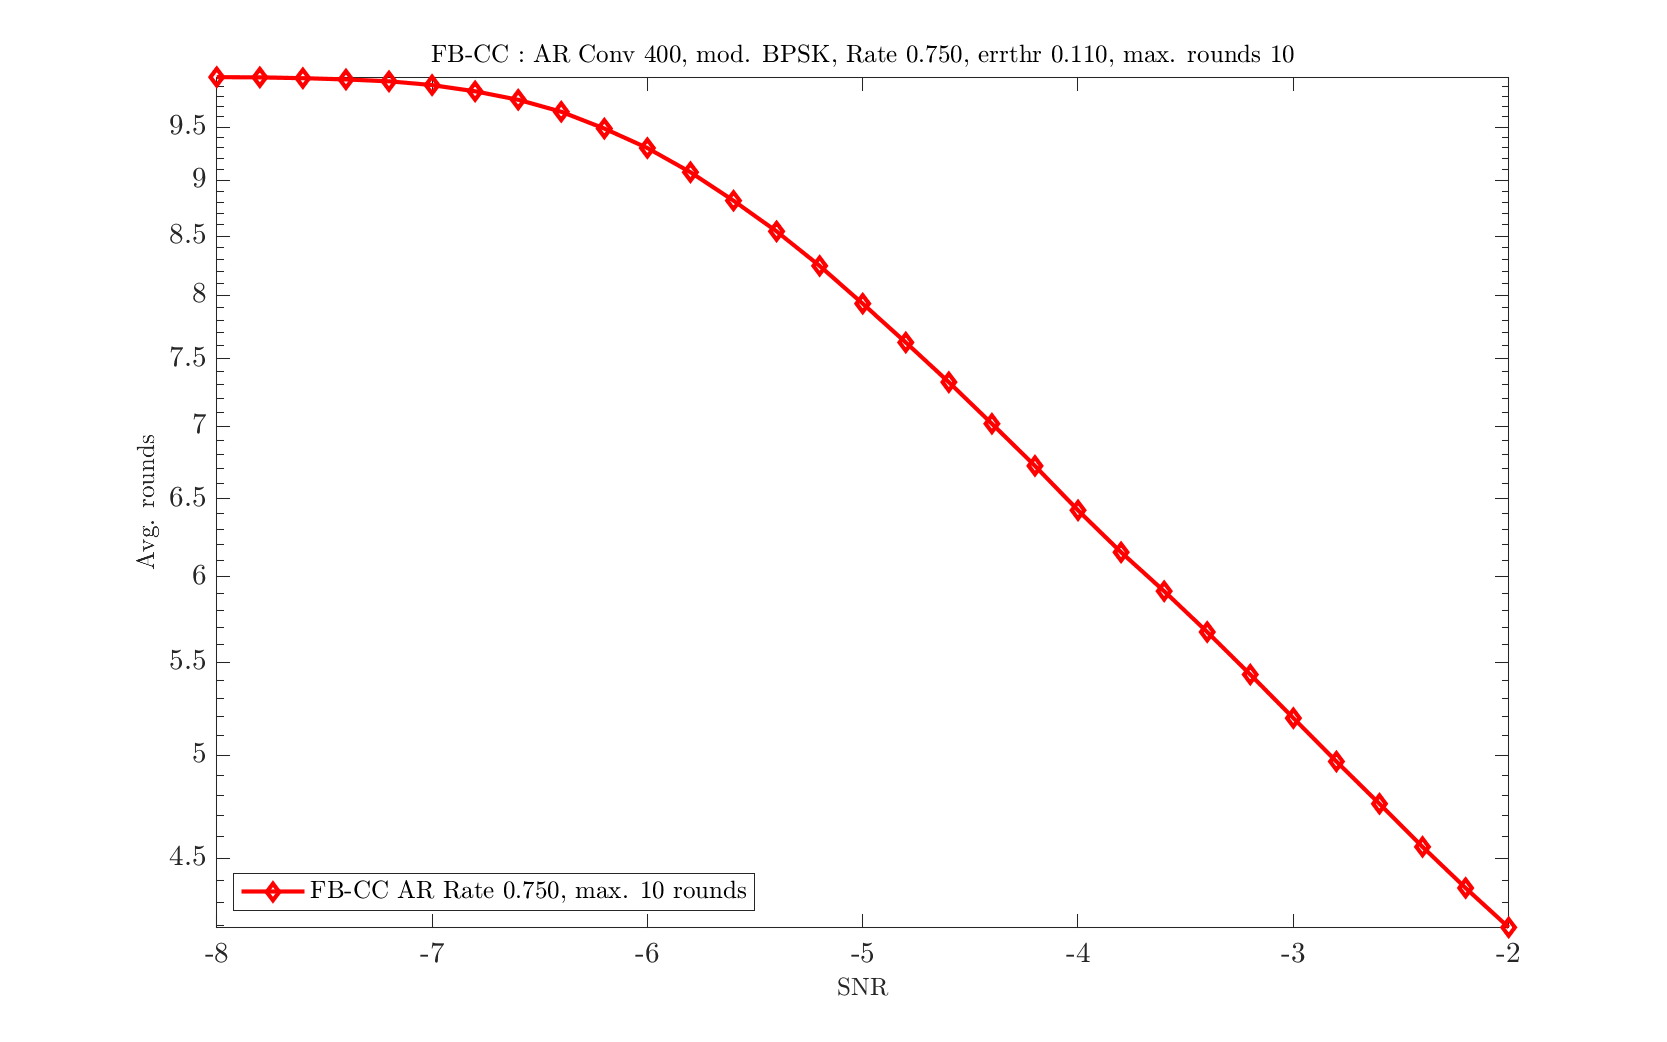 FB-CC : AR Conv 400, mod. BPSK, Rate 0.750, errthr 0.110, max. rounds 10
9.5
9
8.5
8
7.5
7
6.5
6
5.5
5
4.5
Avg. rounds
FB-CC AR Rate 0.750, max. 10 rounds
-8 -7 -6 -5 -4 -3 -2
SNR